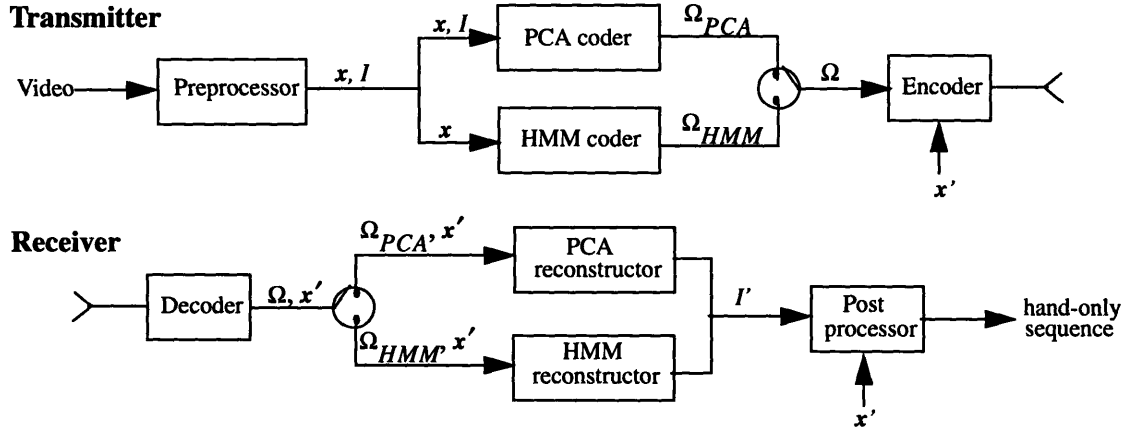 Transmitter
Video
Preprocessor
x, I
x, I
PCA coder
Ω_PCA
x
HMM coder
Ω_HMM
Ω
Encoder
x'
Receiver
Decoder
Ω, x'
Ω_PCA, x'
PCA
reconstructor
Ω_HMM, x'
HMM
reconstructor
I'
Post
processor
x'
hand-only
sequence